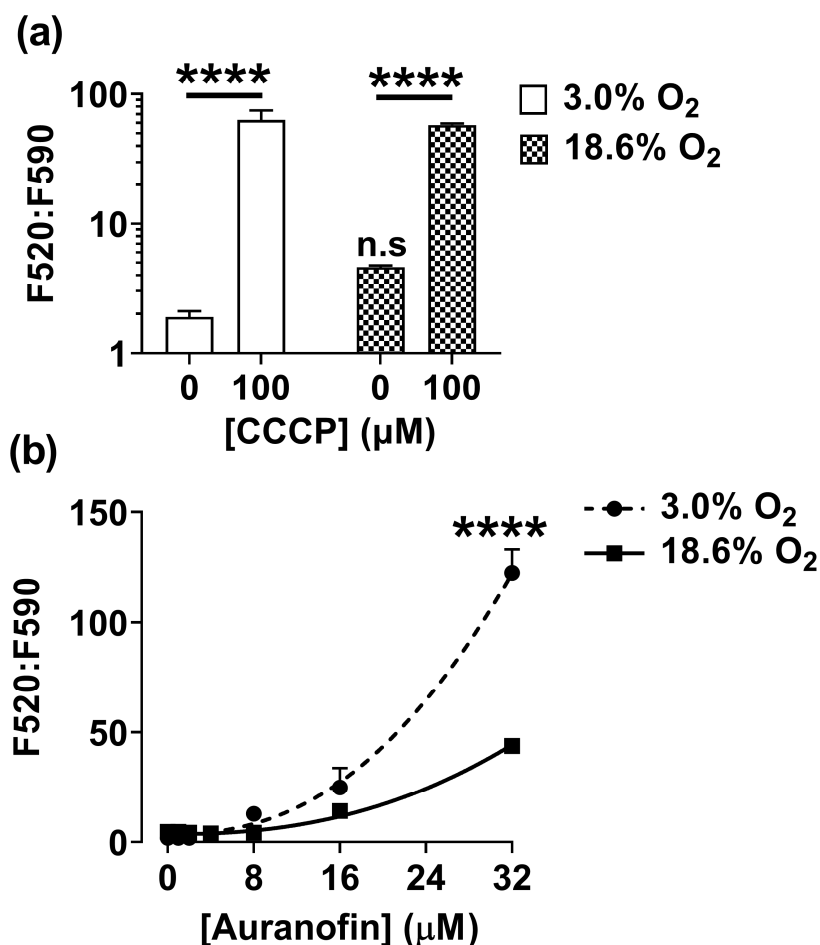 (a)
**** ****
100
10
1
F520:F590
n.s
3.0% O₂
18.6% O₂
0 100 0 100
[CCCP] (µM)
(b)
150
100
50
0
F520:F590
****
3.0% O₂
18.6% O₂
0 8 16 24 32
[Auranofin] (µM)